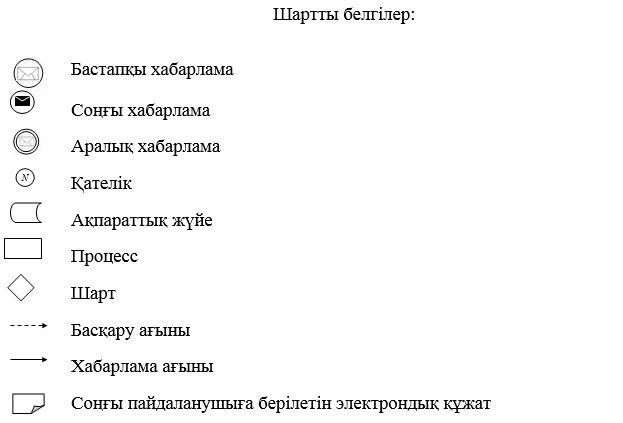 Шартты белгілер:
Бастапқы хабарлама
Соңғы хабарлама
Аралық хабарлама
N
Қателік
Ақпараттық жүйе
Процесс
Шарт
Басқару ағыны
Хабарлама ағыны
Соңғы пайдаланушыға берілетін электрондық құжат